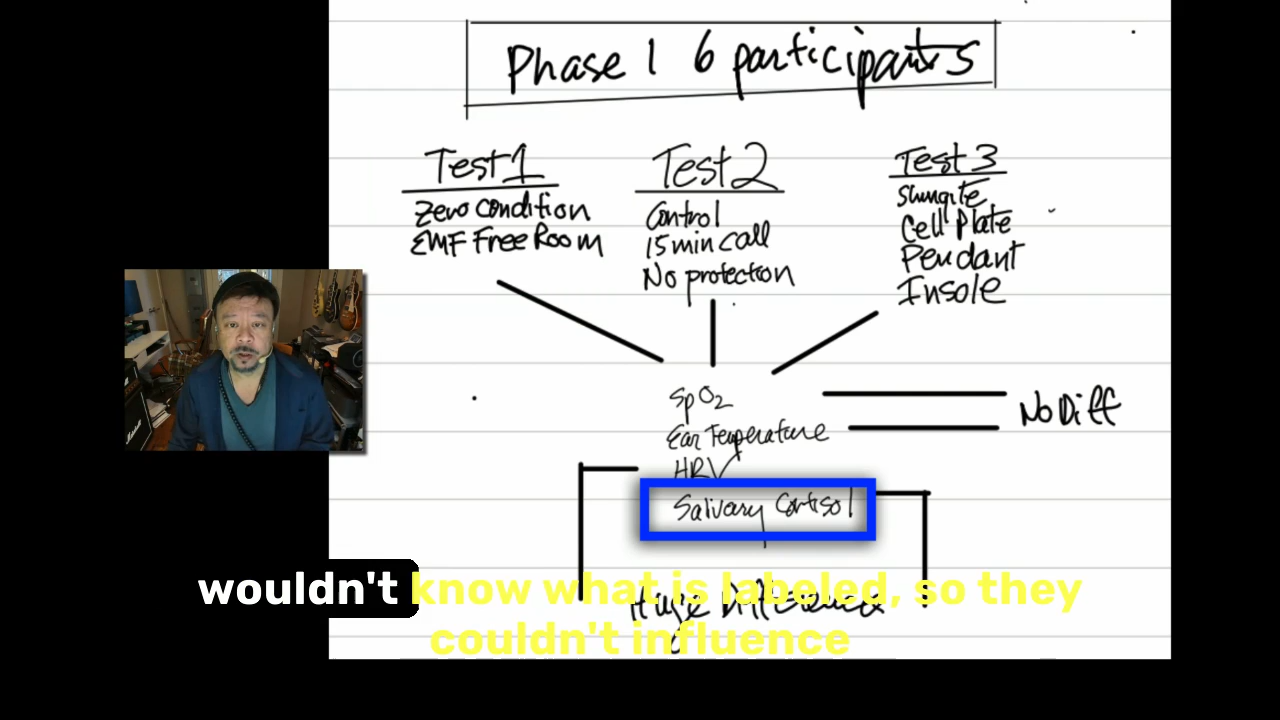 Phase 1 6 participants
Test 1
Zero condition
EMF Free Room
Test 2
Control
15 min call
No protection
Test 3
Shungite
Cell Plate
Pendant
Insole
SpO2
Ear Temperature
HRV
Salivary Cortisol
No Diff
Huge Difference
wouldn't know what is labeled, so they
couldn't influence